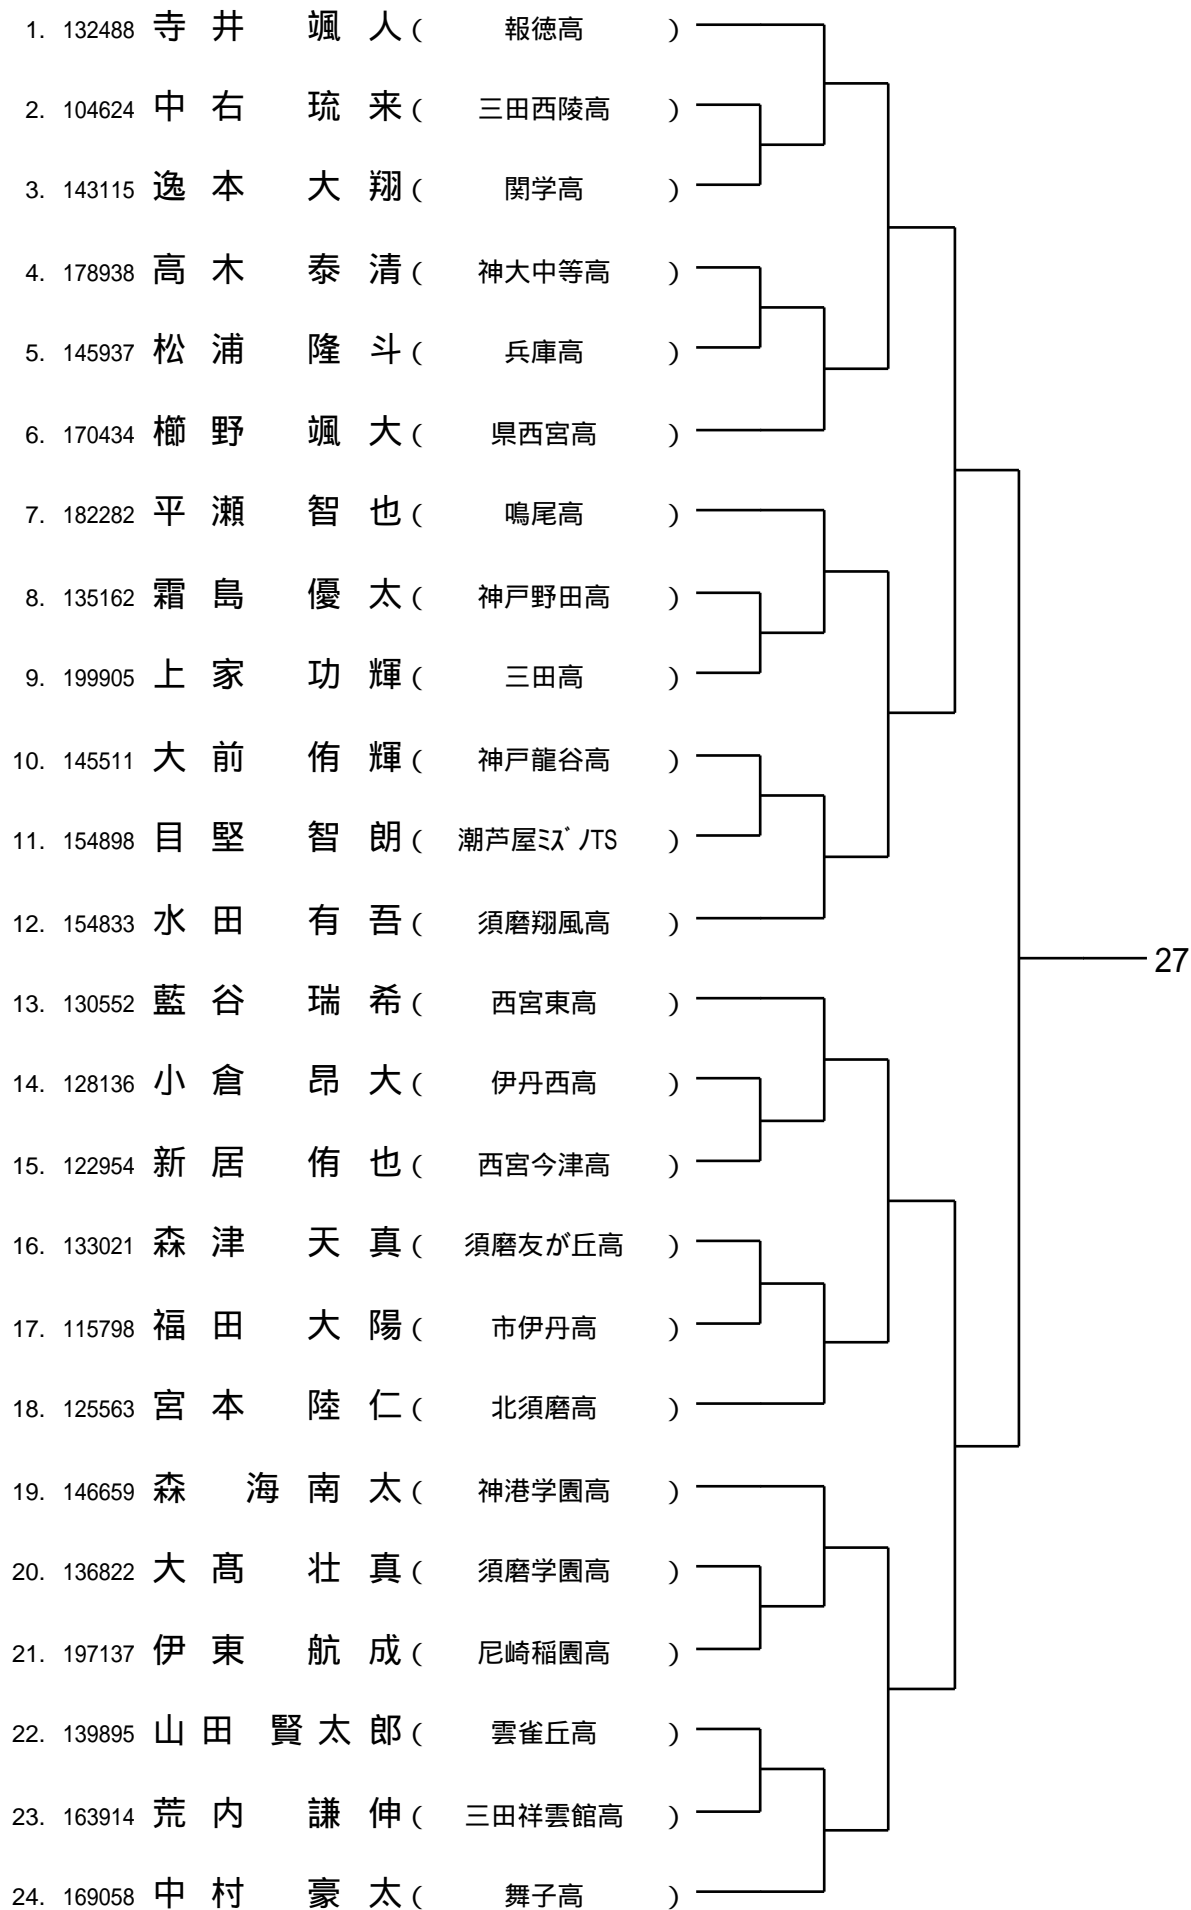 1. 132488 寺井 颯人( 報徳高 )
2. 104624 中右 琉来( 三田西陵高 )
3. 143115 逸本 大翔( 関学高 )
4. 178938 高木 泰清( 神大中等高 )
5. 145937 松浦 隆斗( 兵庫高 )
6. 170434 櫛野 颯大( 県西宮高 )
7. 182282 平瀬 智也( 鳴尾高 )
8. 135162 霜島 優太( 神戸野田高 )
9. 199905 上家 功輝( 三田高 )
10. 145511 大前 侑輝( 神戸龍谷高 )
11. 154898 目堅 智朗( 潮芦屋ﾐｽﾞﾉTS )
12. 154833 水田 有吾( 須磨翔風高 )
27
13. 130552 藍谷 瑞希( 西宮東高 )
14. 128136 小倉 昂大( 伊丹西高 )
15. 122954 新居 侑也( 西宮今津高 )
16. 133021 森津 天真( 須磨友が丘高 )
17. 115798 福田 大陽( 市伊丹高 )
18. 125563 宮本 陸仁( 北須磨高 )
19. 146659 森 海南太( 神港学園高 )
20. 136822 大髙 壮真( 須磨学園高 )
21. 197137 伊東 航成( 尼崎稲園高 )
22. 139895 山田 賢太郎( 雲雀丘高 )
23. 163914 荒内 謙伸( 三田祥雲館高 )
24. 169058 中村 豪太( 舞子高 )